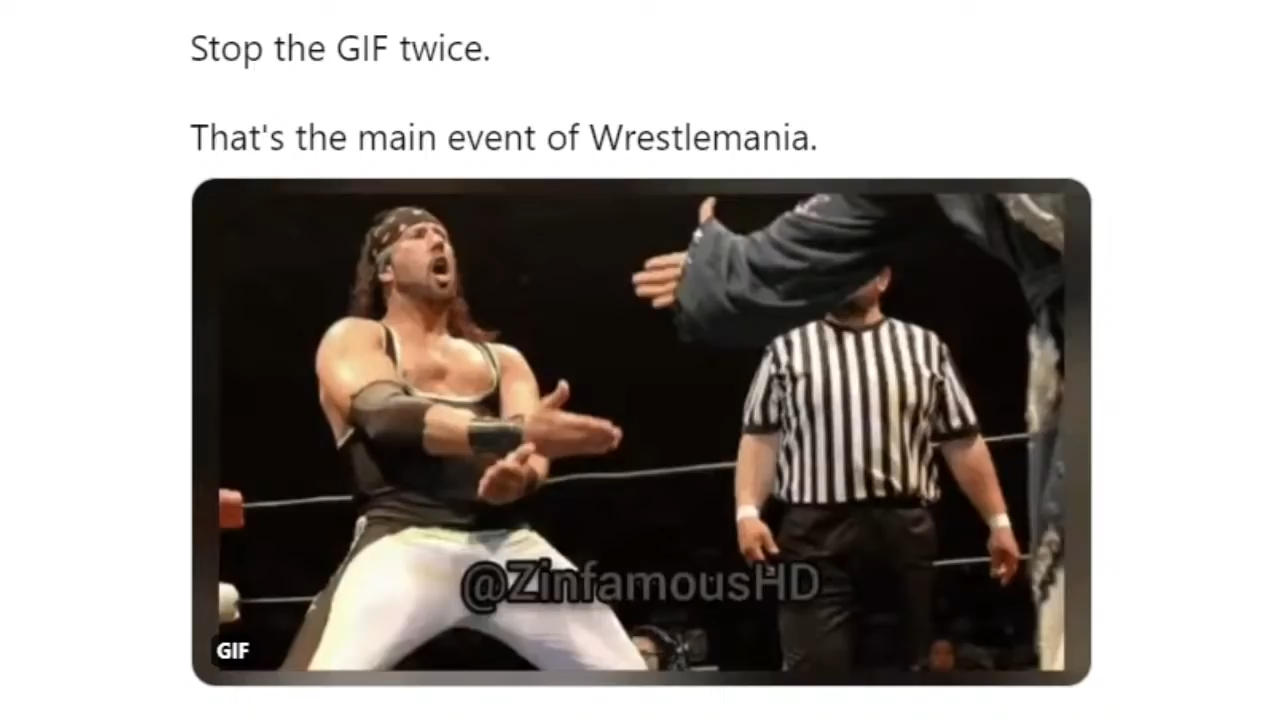 Stop the GIF twice.
That's the main event of Wrestlemania.
@ZinfamousHD
GIF